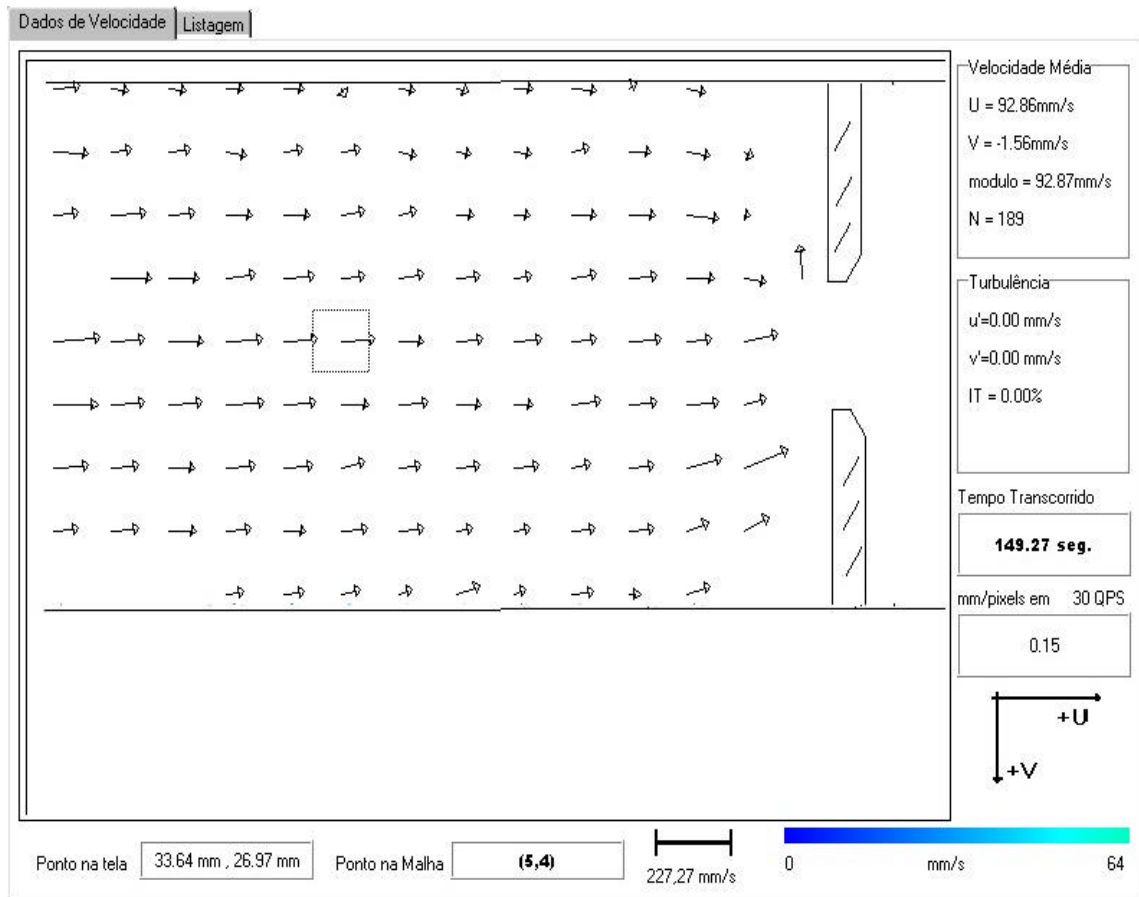 Dados de Velocidade
Listagem
Velocidade Média
U = 92.86mm/s
V = -1.56mm/s
modulo = 92.87mm/s
N = 189
Turbulência
u'=0.00 mm/s
v'=0.00 mm/s
IT = 0.00%
Tempo Transcorrido
149.27 seg.
mm/pixels em 30 QPS
0.15
+U
+V
Ponto na tela 33.64 mm , 26.97 mm Ponto na Malha (5,4)
227,27 mm/s
0 mm/s 64